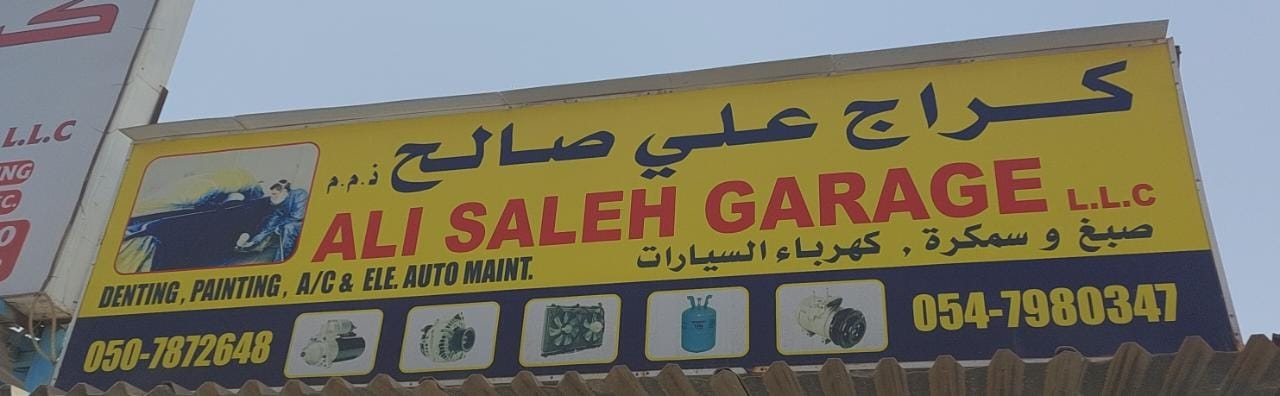 كراج علي صالح ذ.م.م
ALI SALEH GARAGE L.L.C
صبغ و سمكرة , كهرباء السيارات
DENTING, PAINTING, A/C & ELE. AUTO MAINT.
050-7872648
054-7980347
L.L.C